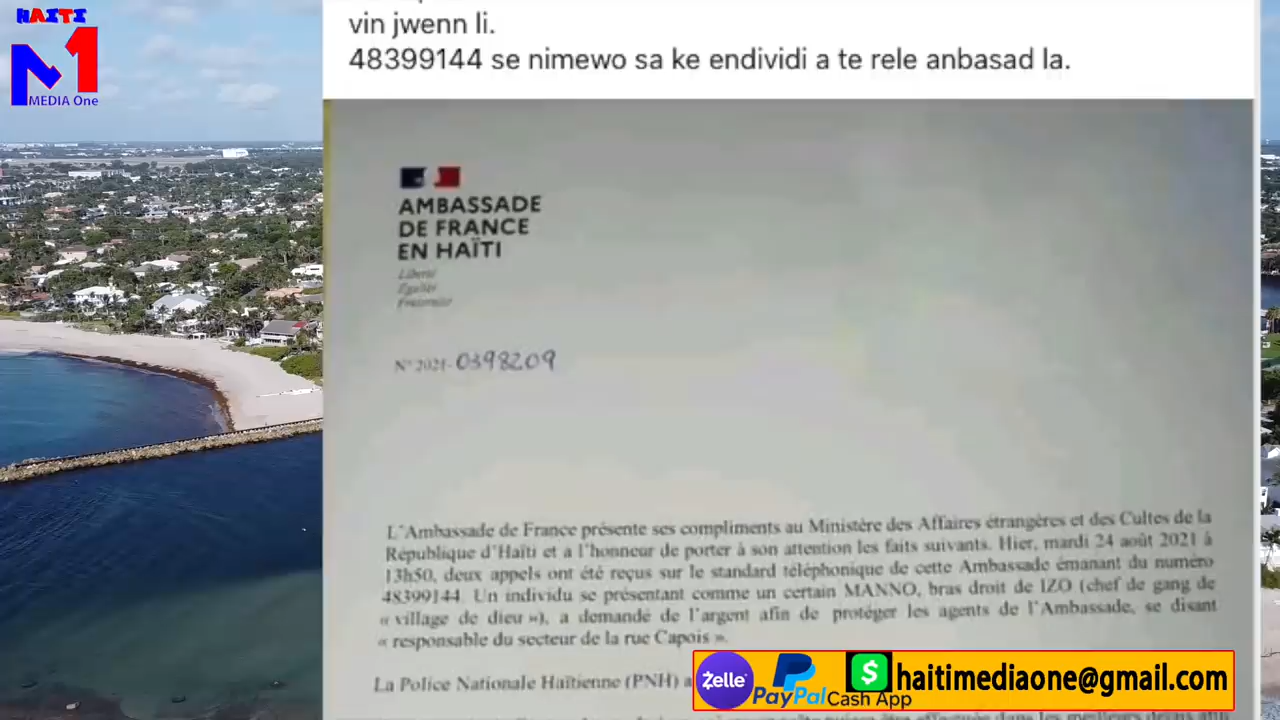 HAITI
M1
MEDIA One
vin jwenn li.
48399144 se nimewo sa ke endividi a te rele anbasad la.
AMBASSADE
DE FRANCE
EN HAÏTI
Liberté
Égalité
Fraternité
N° 2021-0398209
L'Ambassade de France présente ses compliments au Ministère des Affaires étrangères et des Cultes de la
République d'Haïti et a l'honneur de porter à son attention les faits suivants. Hier, mardi 24 août 2021 à
13h50, deux appels ont été reçus sur le standard téléphonique de cette Ambassade émanant du numéro
48399144. Un individu se présentant comme un certain MANNO, bras droit de IZO (chef de gang de
« village de dieu »), a demandé de l'argent afin de protéger les agents de l'Ambassade, se disant
« responsable du secteur de la rue Capois ».
La Police Nationale Haïtienne (PNH) a
Zelle
PayPal
$
Cash App
haitimediaone@gmail.com